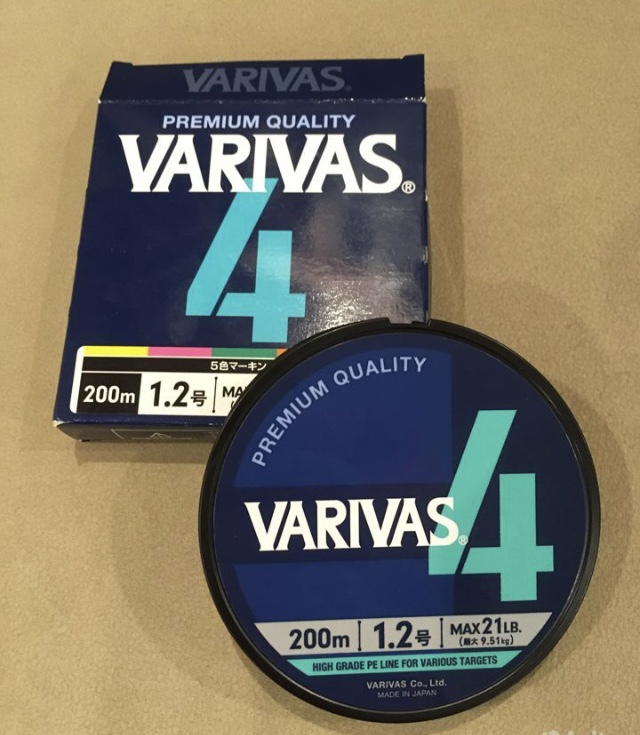 VARIVAS®
PREMIUM QUALITY
VARIVAS®
4
5色マーキン
200m 1.2号
PREMIUM QUALITY
VARIVAS®
4
200m 1.2号 MAX21LB.
(最大 9.51kg)
HIGH GRADE PE LINE FOR VARIOUS TARGETS
VARIVAS Co., Ltd.
MADE IN JAPAN